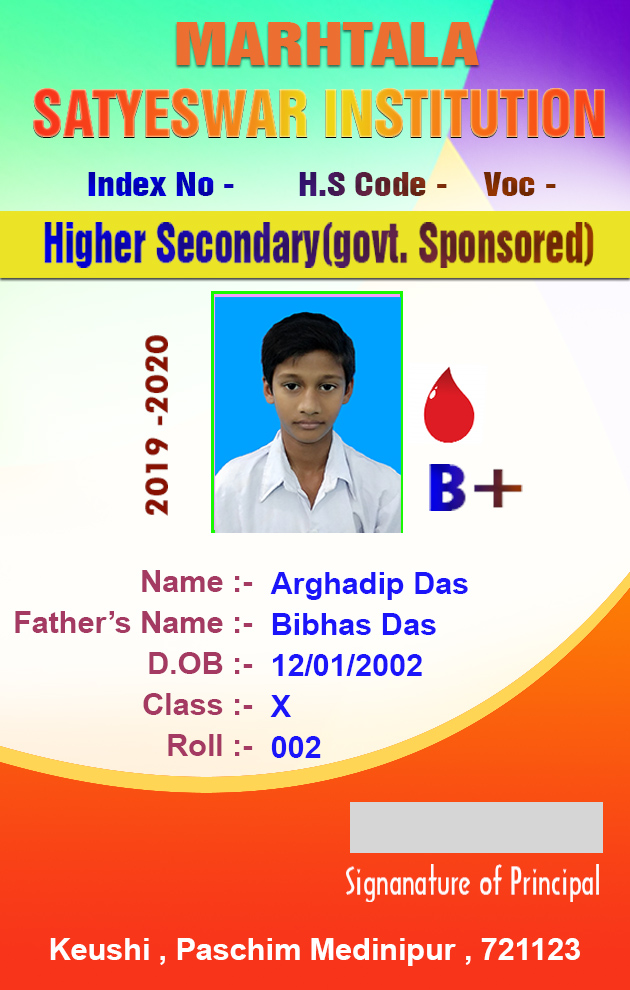 MARHTALA
SATYESWAR INSTITUTION
Index No - H.S Code - Voc -
Higher Secondary(govt. Sponsored)
2019 -2020
B+
Name :- Arghadip Das
Father’s Name :- Bibhas Das
D.OB :- 12/01/2002
Class :- X
Roll :- 002
Signanature of Principal
Keushi , Paschim Medinipur , 721123